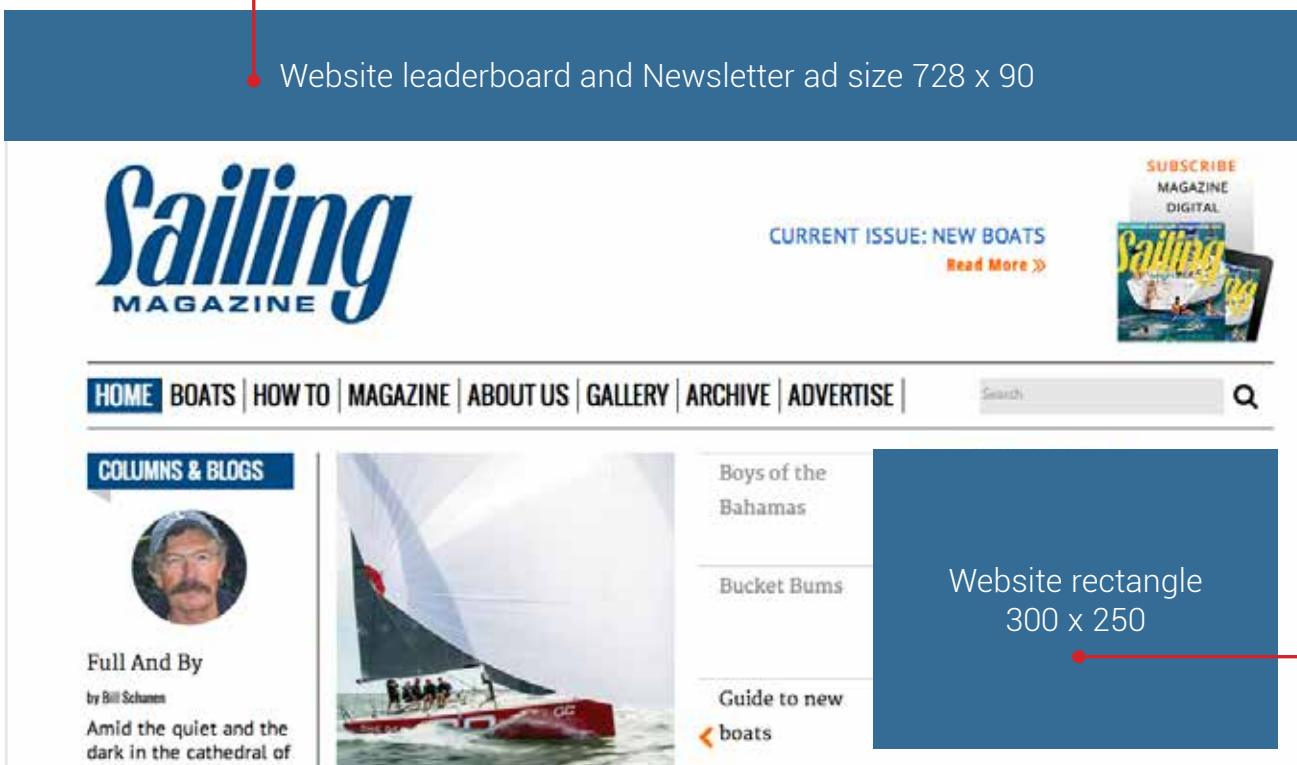 Website leaderboard and Newsletter ad size 728 x 90
Sailing
MAGAZINE
CURRENT ISSUE: NEW BOATS
Read More »
SUBSCRIBE
MAGAZINE
DIGITAL
Sailing
HOME BOATS HOW TO MAGAZINE ABOUT US GALLERY ARCHIVE ADVERTISE
Search
COLUMNS & BLOGS
Full And By
by Bill Schanen
Amid the quiet and the
dark in the cathedral of
Boys of the
Bahamas
Bucket Bums
Guide to new
boats
Website rectangle
300 x 250